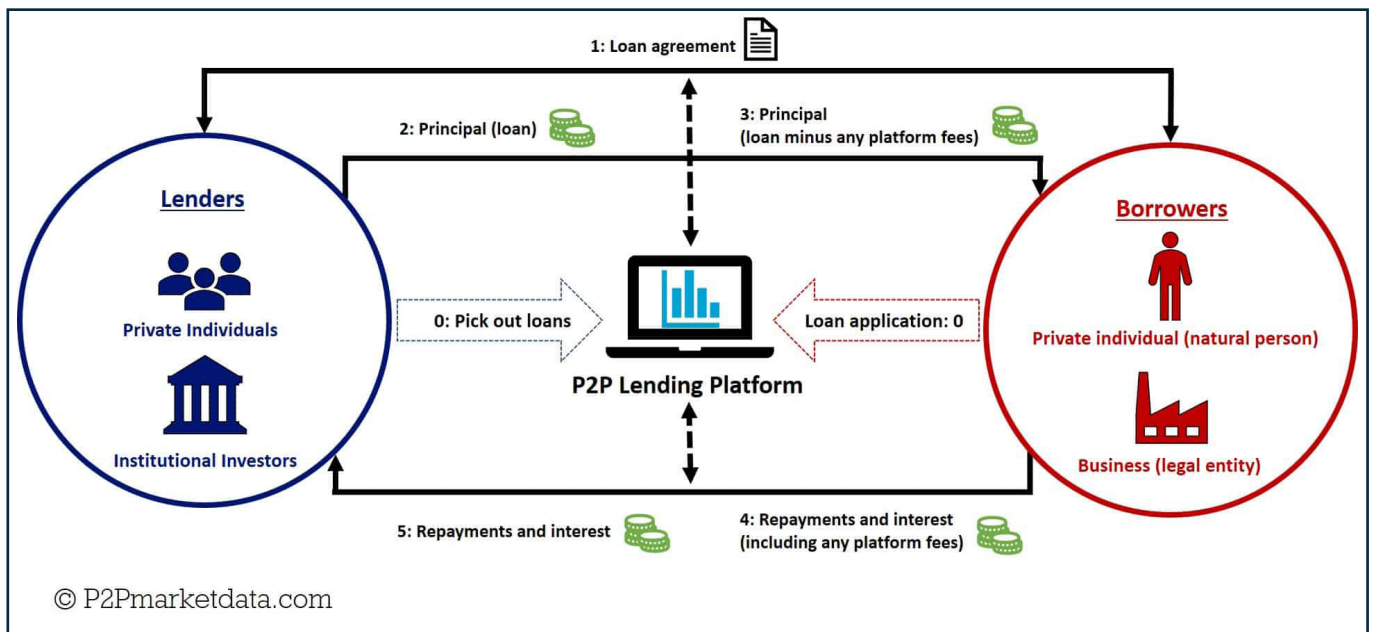 1: Loan agreement
2: Principal (loan)
3: Principal
(loan minus any platform fees)
Lenders
Private Individuals
Institutional Investors
0: Pick out loans
Loan application: 0
P2P Lending Platform
Borrowers
Private individual (natural person)
Business (legal entity)
5: Repayments and interest
4: Repayments and interest
(including any platform fees)
© P2Pmarketdata.com